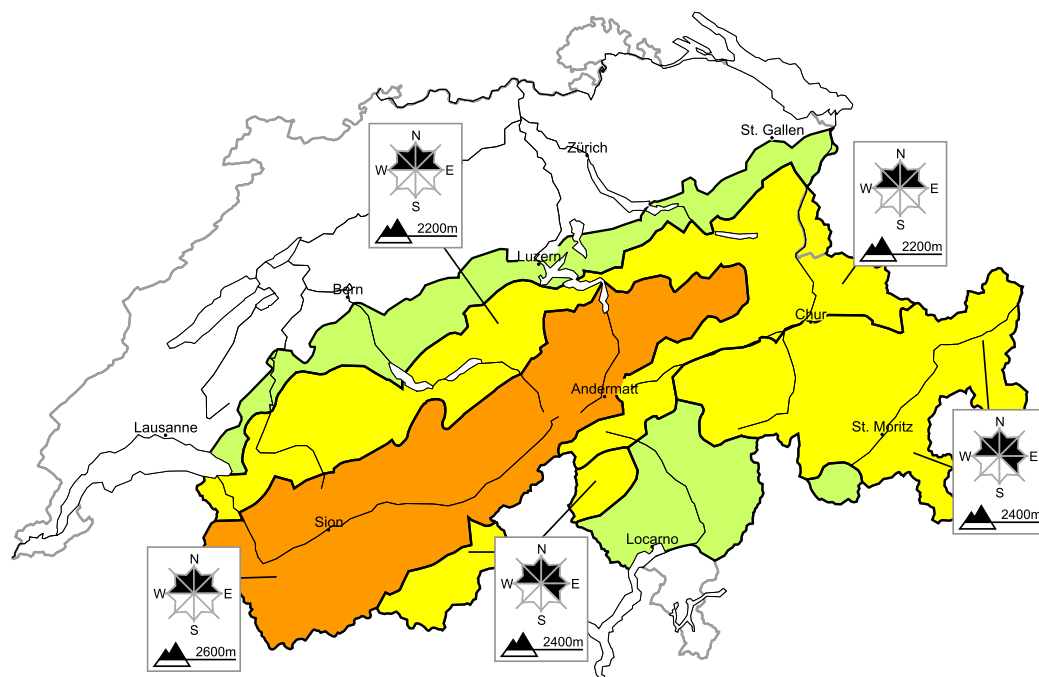 St. Gallen
Zürich
N
W E
S
2200m
N
W E
S
2200m
Luzern
Bern
Chur
Andermatt
Lausanne
St. Moritz
N
W E
S
2400m
Sion
Locarno
N
W E
S
2600m
N
W E
S
2400m